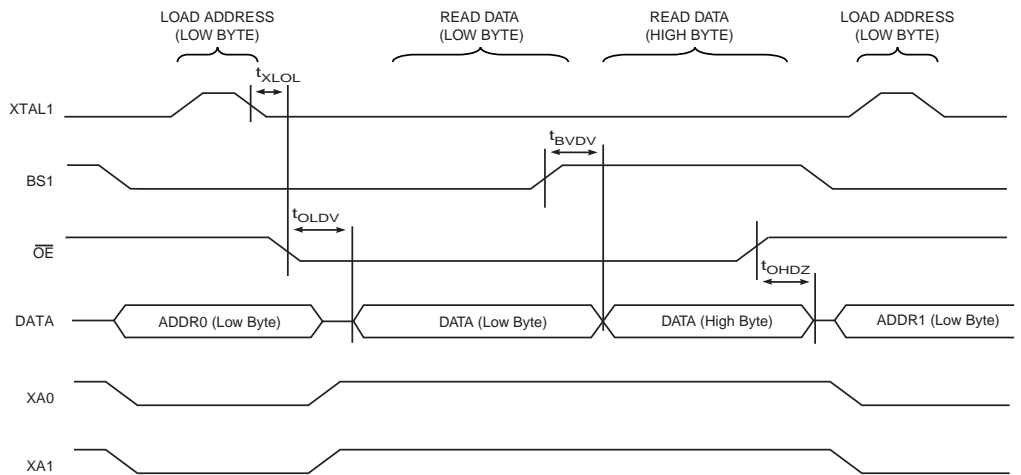 LOAD ADDRESS
(LOW BYTE)
READ DATA
(LOW BYTE)
READ DATA
(HIGH BYTE)
LOAD ADDRESS
(LOW BYTE)
tXLOL
XTAL1
tBVDV
BS1
tOLDV
OE
tOHDZ
DATA
ADDR0 (Low Byte)
DATA (Low Byte)
DATA (High Byte)
ADDR1 (Low Byte)
XA0
XA1